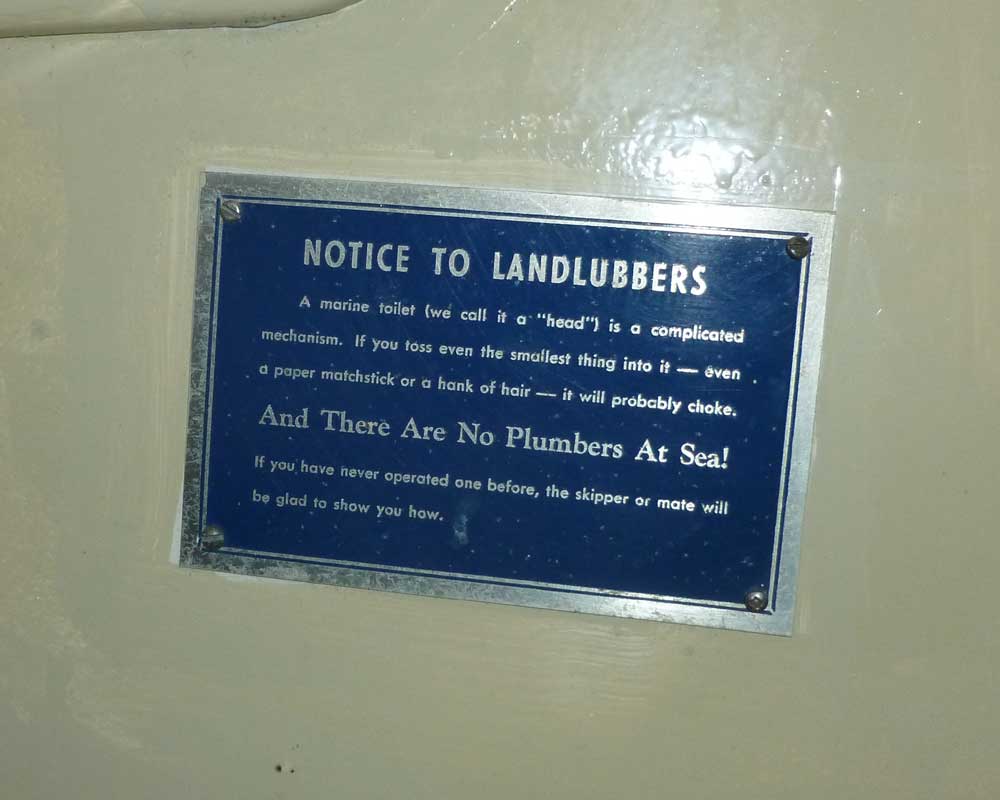 NOTICE TO LANDLUBBERS
A marine toilet (we call it a "head") is a complicated
mechanism. If you toss even the smallest thing into it — even
a paper matchstick or a hank of hair — it will probably choke.
And There Are No Plumbers At Sea!
If you have never operated one before, the skipper or mate will
be glad to show you how.